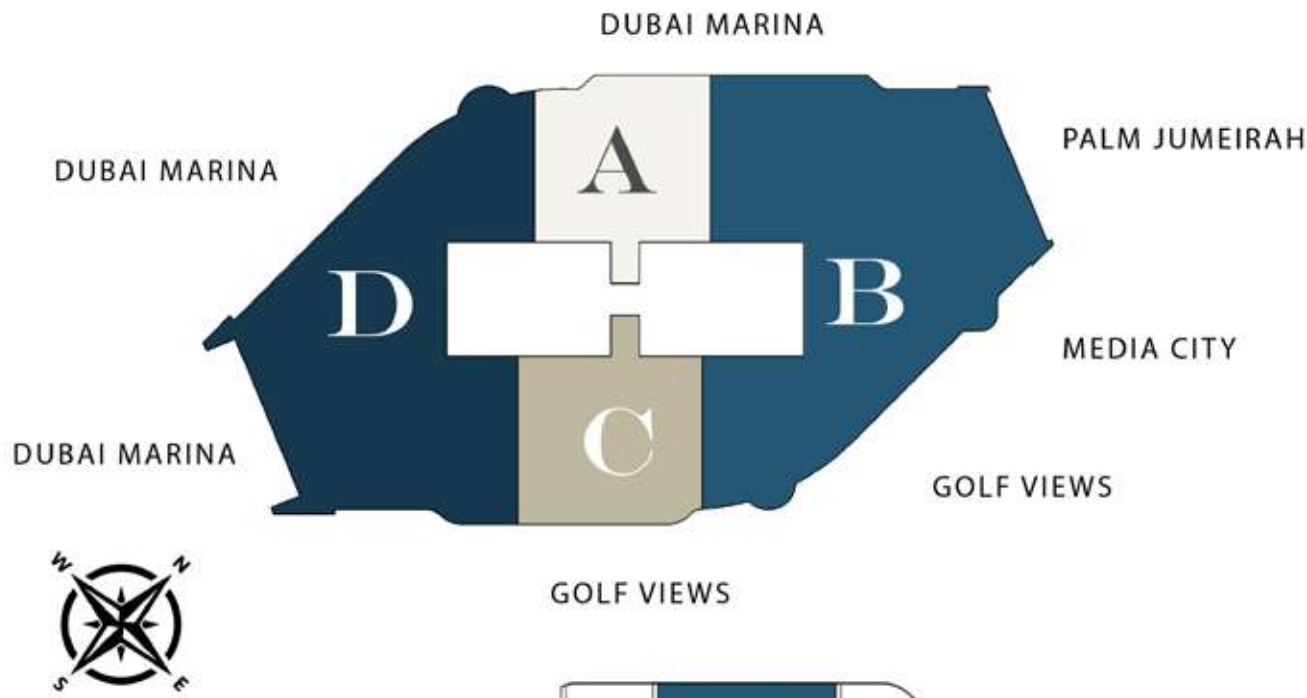 DUBAI MARINA
DUBAI MARINA
A
PALM JUMEIRAH
D
B
MEDIA CITY
DUBAI MARINA
C
GOLF VIEWS
GOLF VIEWS
W N
S E